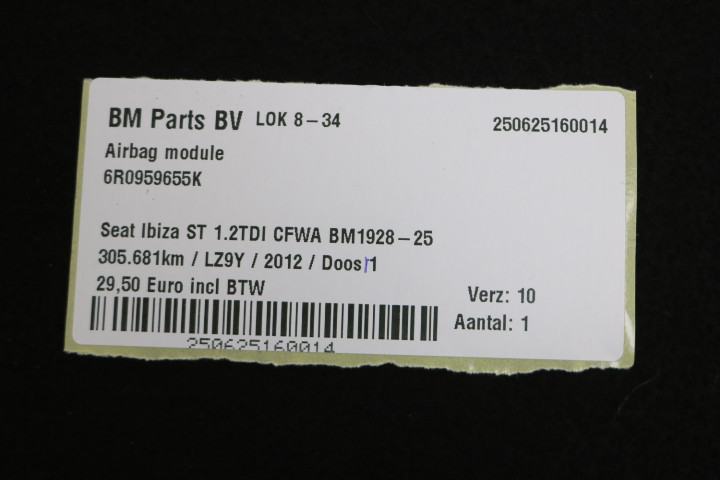 BM Parts BV LOK 8-34 250625160014
Airbag module
6R0959655K
Seat Ibiza ST 1.2TDI CFWA BM1928-25
305.681km / LZ9Y / 2012 / Doos 1
29,50 Euro incl BTW
Verz: 10
Aantal: 1
250625160014